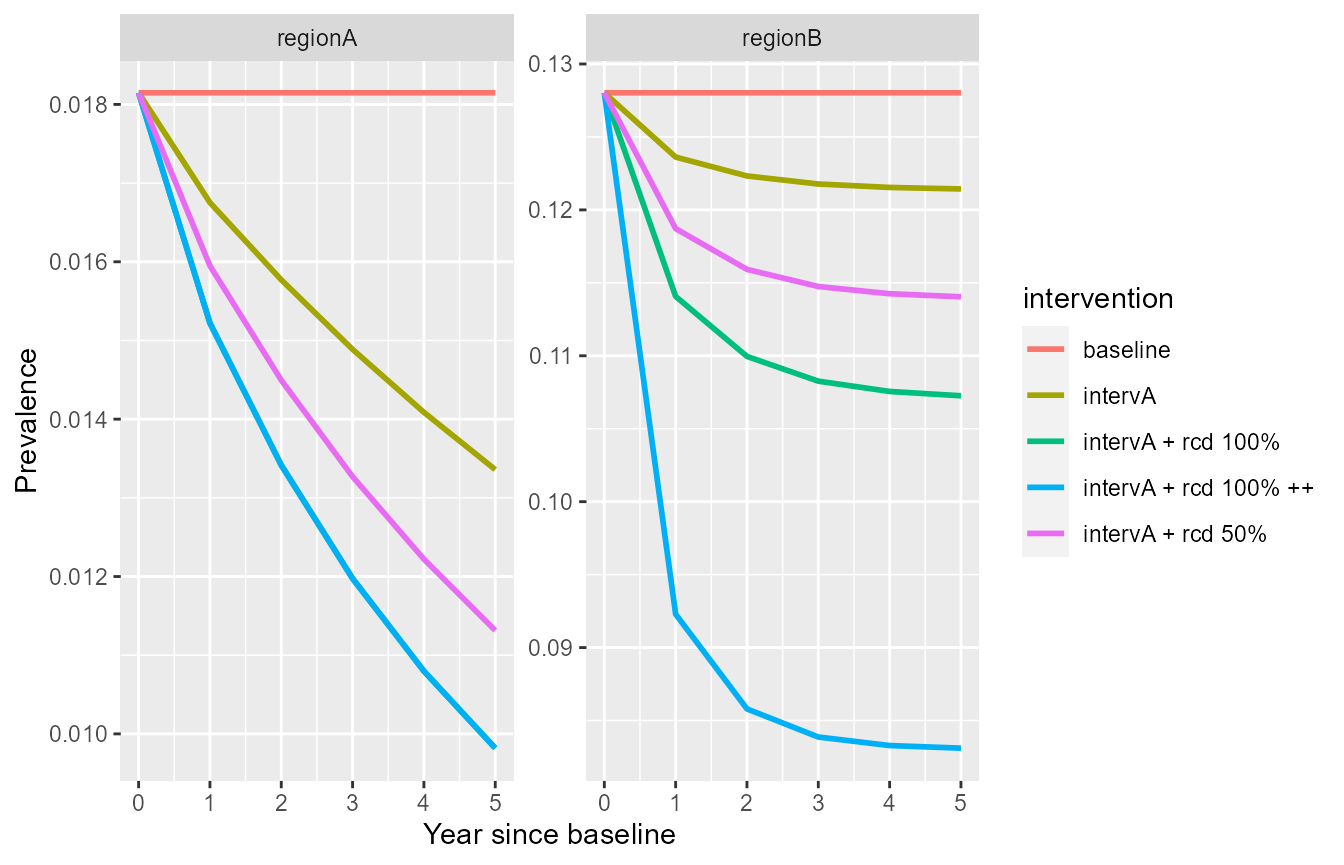 regionA
regionB
Prevalence
0.018
0.016
0.014
0.012
0.010
0 1 2 3 4 5
0.13
0.12
0.11
0.10
0.09
0 1 2 3 4 5
Year since baseline
intervention
baseline
intervA
intervA + rcd 100%
intervA + rcd 100% ++
intervA + rcd 50%